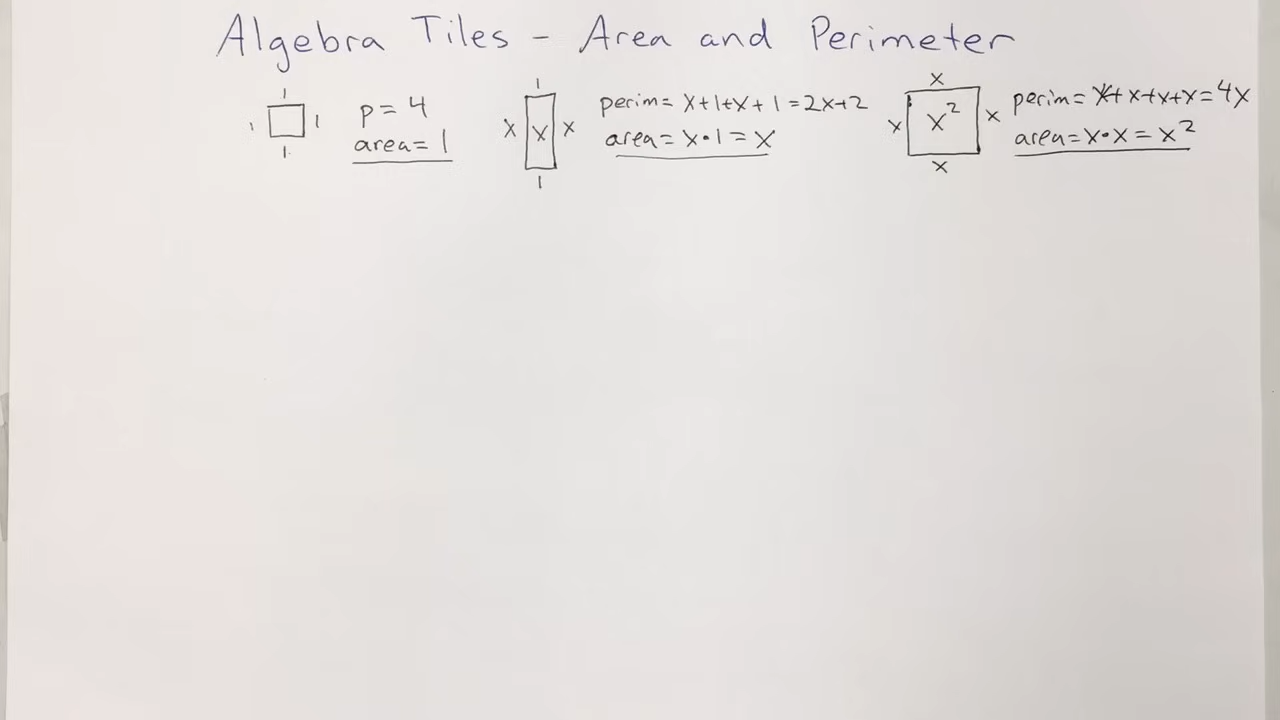 Algebra Tiles - Area and Perimeter
1
1 1
1
p = 4
area = 1
1
x x x
1
perim = x+1+x+1 = 2x+2
area = x•1 = x
x
x x² x
x
perim = x+x+x+x = 4x
area = x•x = x²